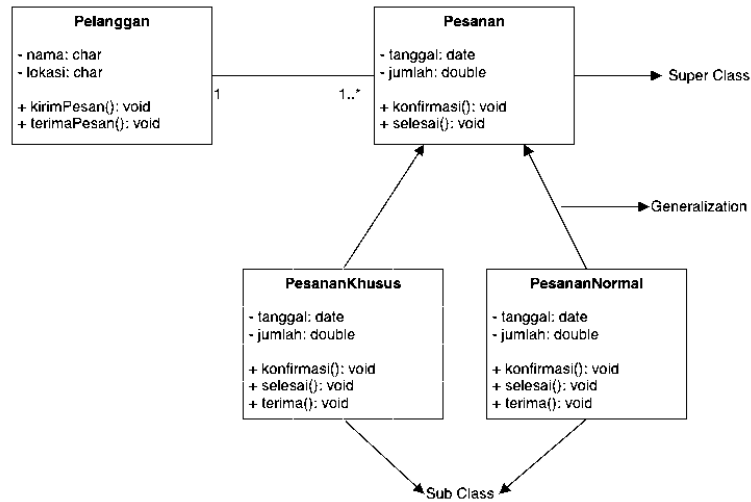 Pelanggan
- nama: char
- lokasi: char
+ kirimPesan(): void
+ terimaPesan(): void
1
1..*
Pesanan
- tanggal: date
- jumlah: double
+ konfirmasi(): void
+ selesai(): void
Super Class
Generalization
PesananKhusus
- tanggal: date
- jumlah: double
+ konfirmasi(): void
+ selesai(): void
+ terima(): void
PesananNormal
- tanggal: date
- jumlah: double
+ konfirmasi(): void
+ selesai(): void
+ terima(): void
Sub Class